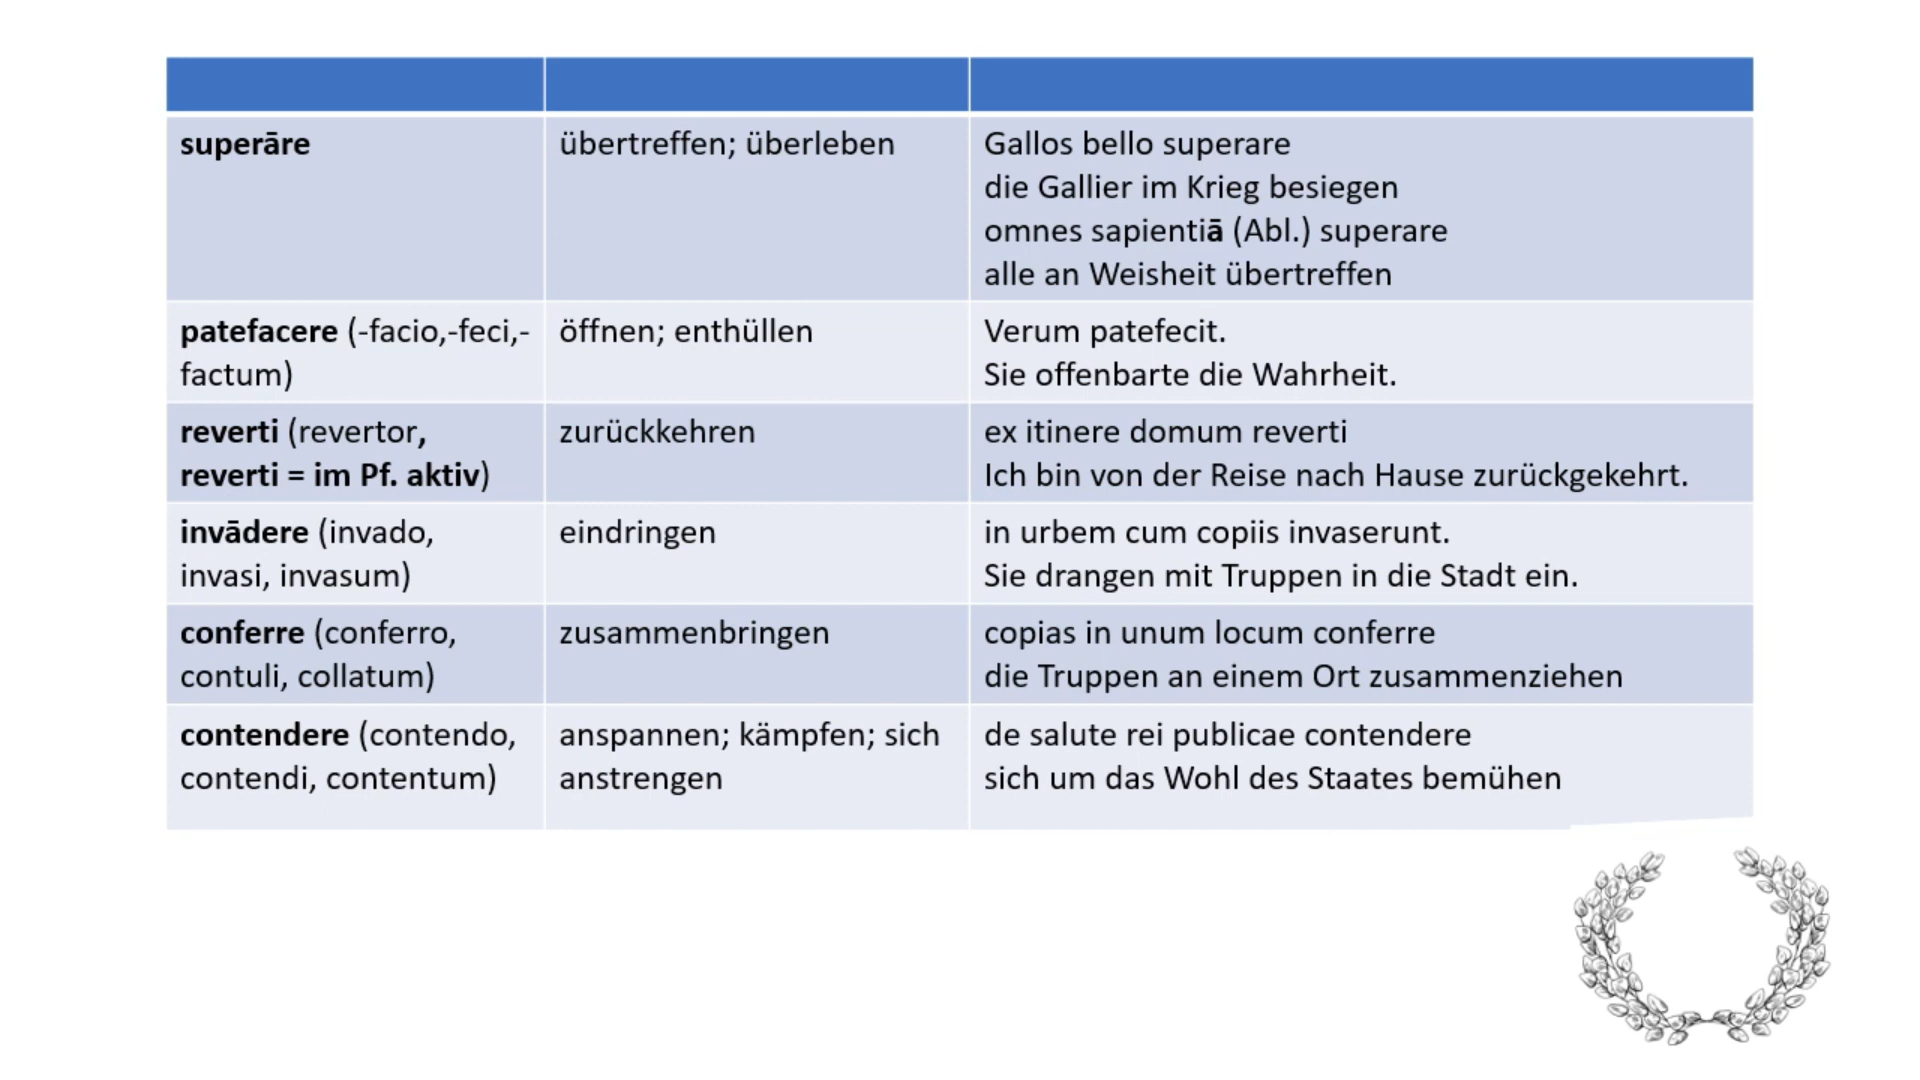 superāre
übertreffen; überleben
Gallos bello superare
die Gallier im Krieg besiegen
omnes sapientiā (Abl.) superare
alle an Weisheit übertreffen
patefacere (-facio,-feci,-
factum)
öffnen; enthüllen
Verum patefecit.
Sie offenbarte die Wahrheit.
reverti (revertor,
reverti = im Pf. aktiv)
zurückkehren
ex itinere domum reverti
Ich bin von der Reise nach Hause zurückgekehrt.
invādere (invado,
invasi, invasum)
eindringen
in urbem cum copiis invaserunt.
Sie drangen mit Truppen in die Stadt ein.
conferre (conferro,
contuli, collatum)
zusammenbringen
copias in unum locum conferre
die Truppen an einem Ort zusammenziehen
contendere (contendo,
contendi, contentum)
anspannen; kämpfen; sich
anstrengen
de salute rei publicae contendere
sich um das Wohl des Staates bemühen